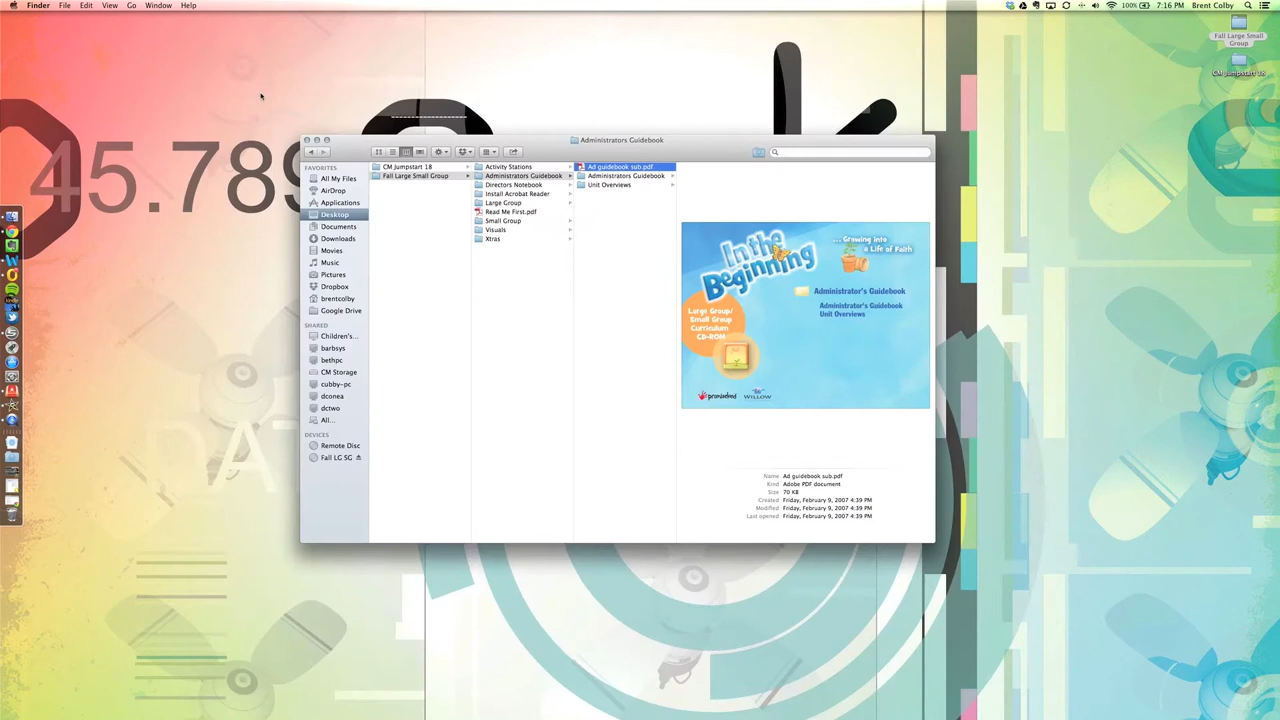 Finder File Edit View Go Window Help
100% 7:16 PM Brent Colby
Fall Large Small
Group
CM Jumpstart 18
45.789
DAT
Administrators Guidebook
FAVORITES
All My Files
AirDrop
Applications
Desktop
Documents
Downloads
Movies
Music
Pictures
Dropbox
brentcolby
Google Drive
SHARED
Children's...
barbsys
bethpc
CM Storage
cubby-pc
dconea
dctwo
All...
DEVICES
Remote Disc
Fall LG SG
CM Jumpstart 18
Fall Large Small Group
Activity Stations
Administrators Guidebook
Directors Notebook
Install Acrobat Reader
Large Group
Read Me First.pdf
Small Group
Visuals
Xtras
Ad guidebook sub.pdf
Administrators Guidebook
Unit Overviews
In the
Beginning
... Growing into
a Life of Faith
Large Group/
Small Group
Curriculum
CD-ROM
Administrator's Guidebook
Administrator's Guidebook
Unit Overviews
promiseland
WILLOW
Name Ad guidebook sub.pdf
Kind Adobe PDF document
Size 70 KB
Created Friday, February 9, 2007 4:39 PM
Modified Friday, February 9, 2007 4:39 PM
Last opened Friday, February 9, 2007 4:39 PM